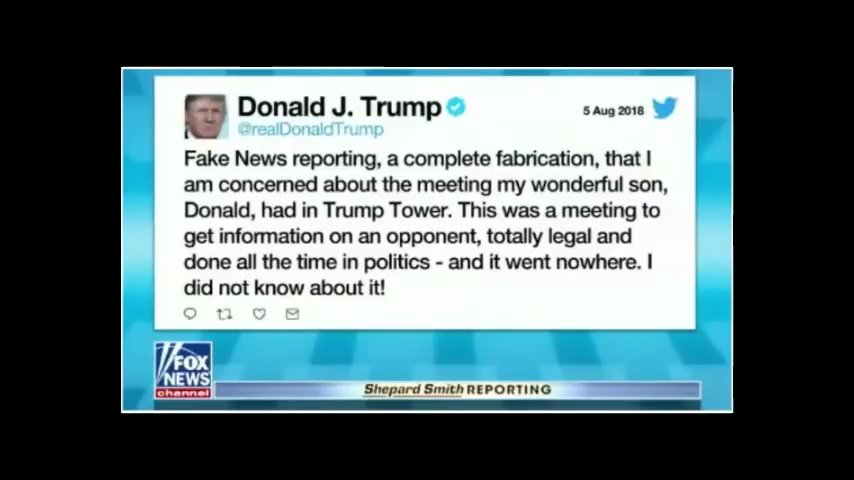 Donald J. Trump
5 Aug 2018
@realDonaldTrump
Fake News reporting, a complete fabrication, that I
am concerned about the meeting my wonderful son,
Donald, had in Trump Tower. This was a meeting to
get information on an opponent, totally legal and
done all the time in politics - and it went nowhere. I
did not know about it!
FOX
NEWS
channel
Shepard Smith REPORTING